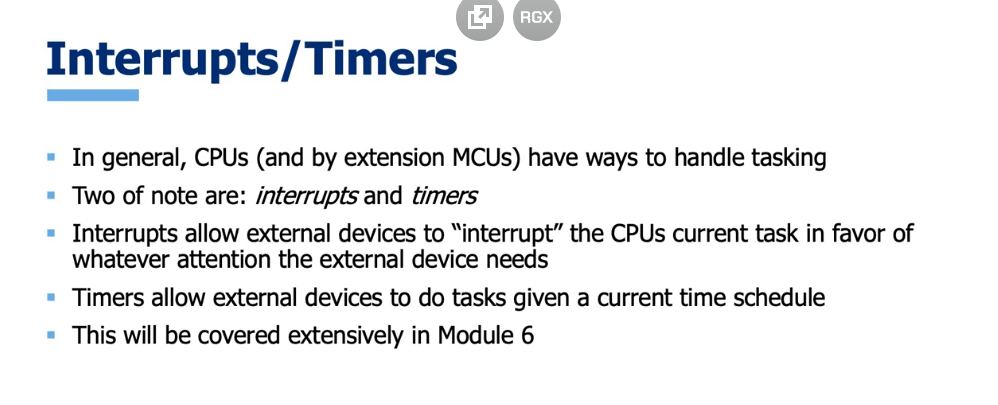 RGX
Interrupts/Timers
In general, CPUs (and by extension MCUs) have ways to handle tasking
Two of note are: interrupts and timers
Interrupts allow external devices to “interrupt” the CPUs current task in favor of
whatever attention the external device needs
Timers allow external devices to do tasks given a current time schedule
This will be covered extensively in Module 6